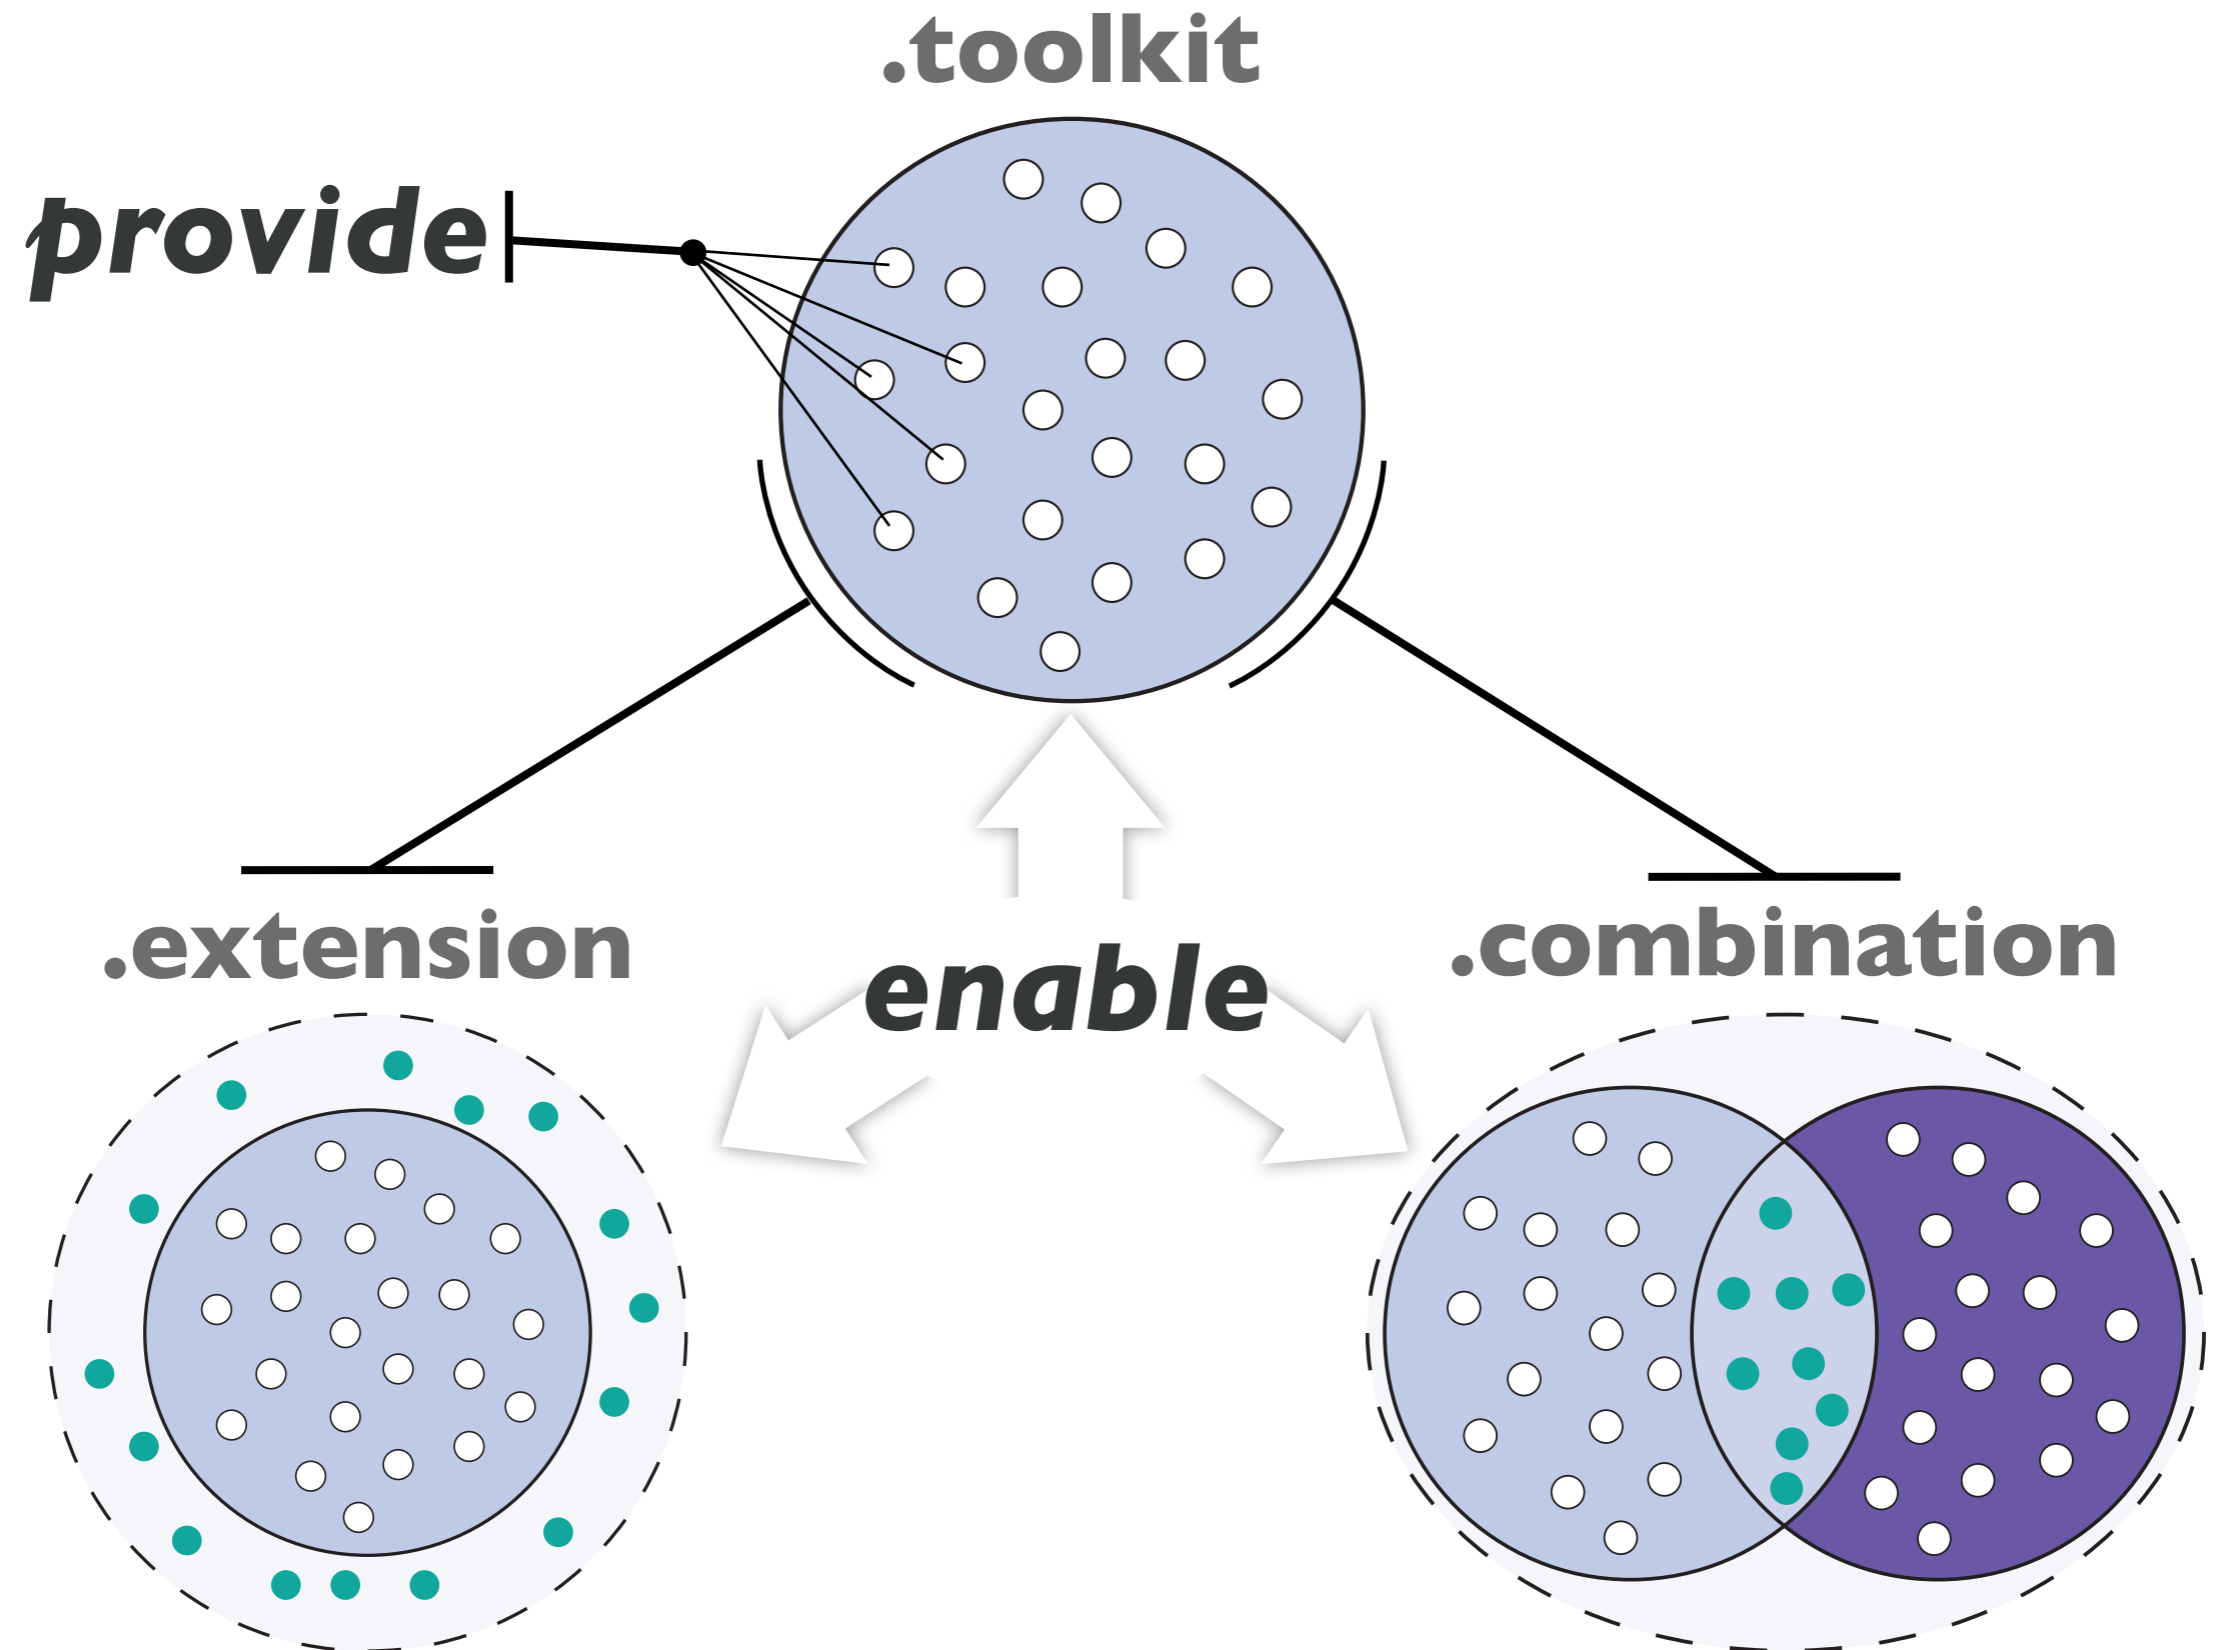 .toolkit
provide
.extension
enable
.combination